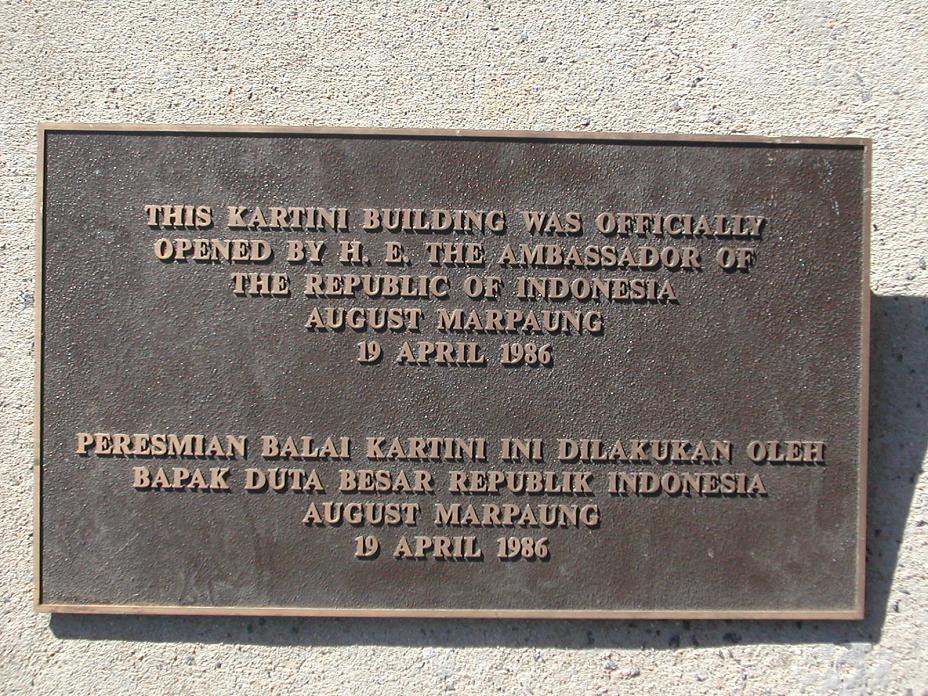 THIS KARTINI BUILDING WAS OFFICIALLY
OPENED BY H. E. THE AMBASSADOR OF
THE REPUBLIC OF INDONESIA
AUGUST MARPAUNG
19 APRIL 1986
PERESMIAN BALAI KARTINI INI DILAKUKAN OLEH
BAPAK DUTA BESAR REPUBLIK INDONESIA
AUGUST MARPAUNG
19 APRIL 1986